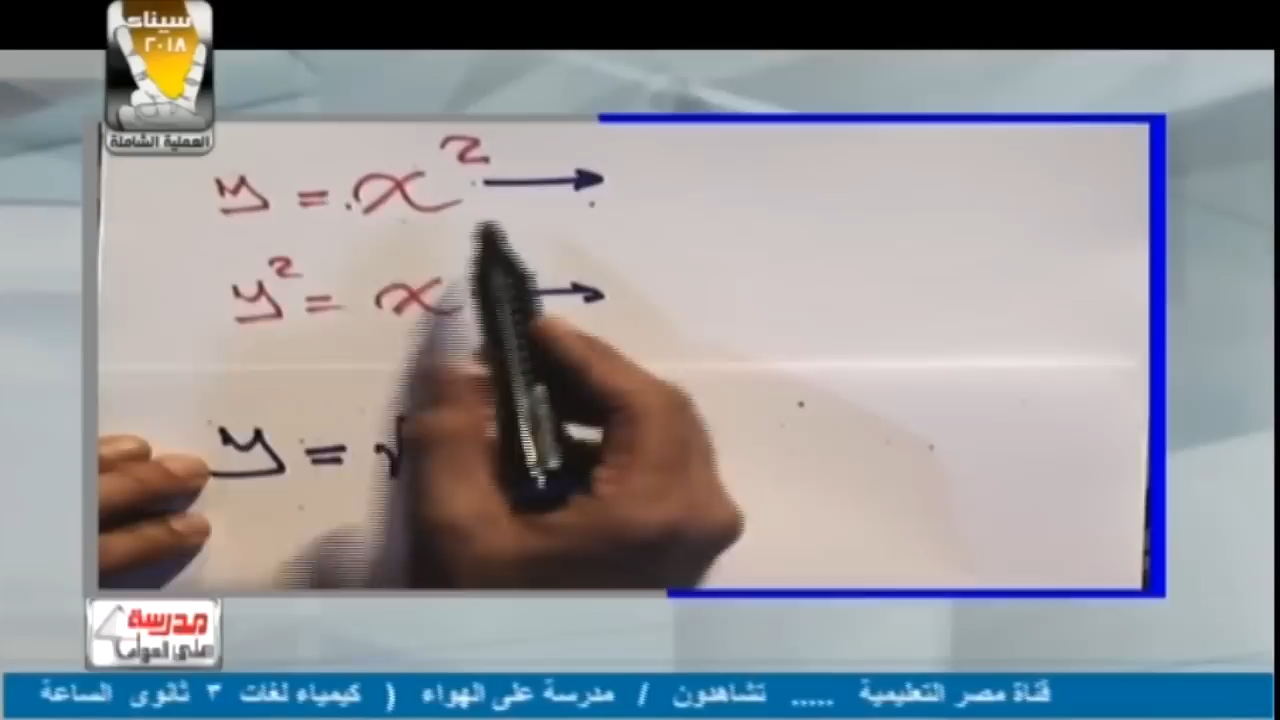 سيناء
٢٠١٨
العملية الشاملة
y = x²
y² = x
y = √
مدرسة
على الهواء
قناة مصر التعليمية ..... تشاهدون / مدرسة على الهواء ( كيمياء لغات ٣ ثانوى الساعة